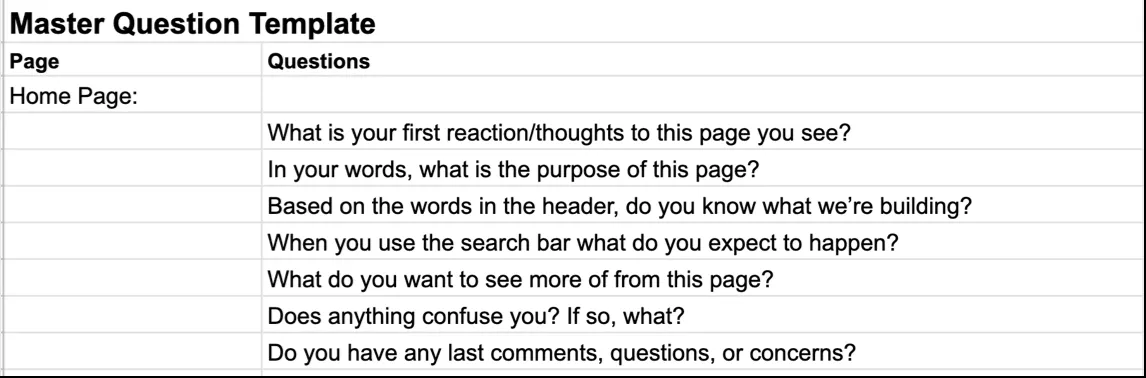 Master Question Template
Page Questions
Home Page:
What is your first reaction/thoughts to this page you see?
In your words, what is the purpose of this page?
Based on the words in the header, do you know what we’re building?
When you use the search bar what do you expect to happen?
What do you want to see more of from this page?
Does anything confuse you? If so, what?
Do you have any last comments, questions, or concerns?